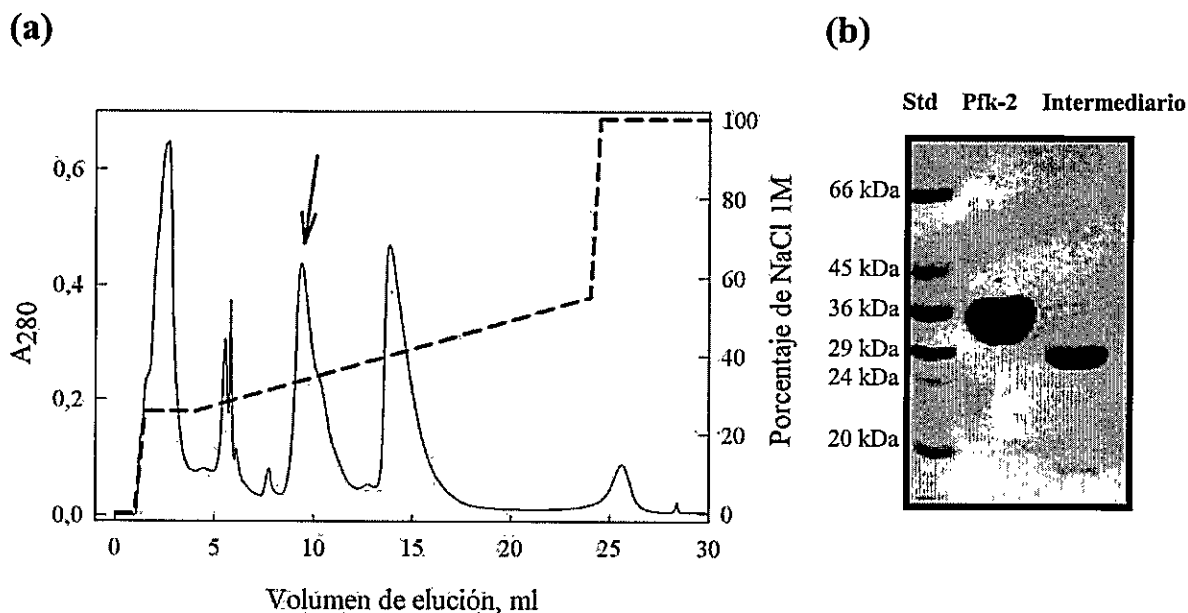 (a)
(b)
0,6
0,4
0,2
0,0
A280
100
80
60
40
20
0
Porcentaje de NaCl 1M
0 5 10 15 20 25 30
Volumen de elución, ml
Std Pfk-2 Intermediario
66 kDa
45 kDa
36 kDa
29 kDa
24 kDa
20 kDa